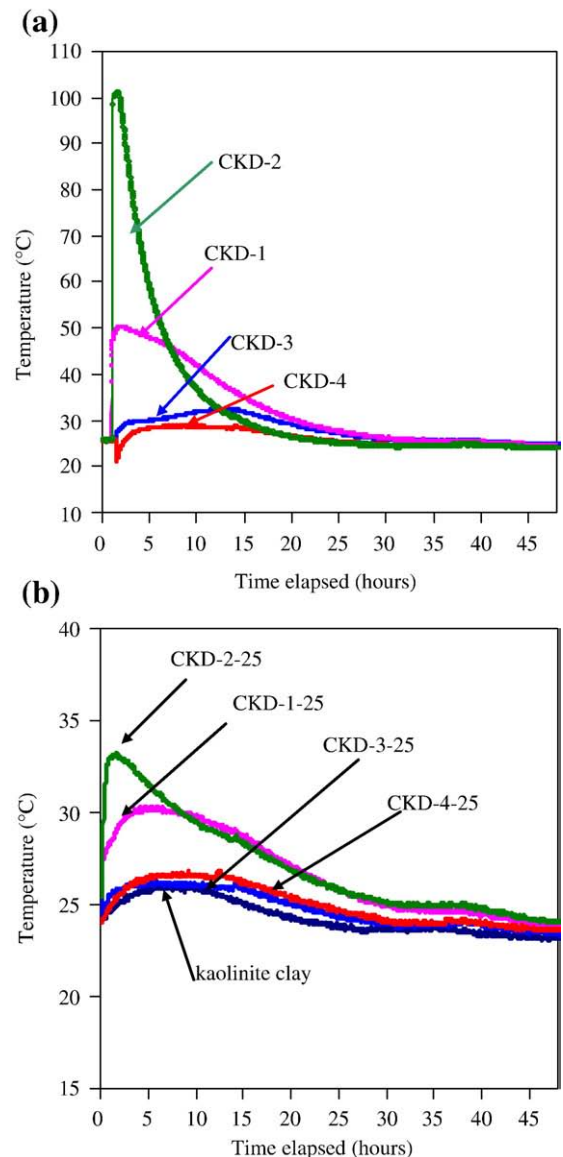 (a)
110
100
90
80
70
60
50
40
30
20
10
Temperature (°C)
CKD-2
CKD-1
CKD-3
CKD-4
0 5 10 15 20 25 30 35 40 45
Time elapsed (hours)
(b)
40
35
30
25
20
15
Temperature (°C)
CKD-2-25
CKD-1-25
CKD-3-25
CKD-4-25
kaolinite clay
0 5 10 15 20 25 30 35 40 45
Time elapsed (hours)